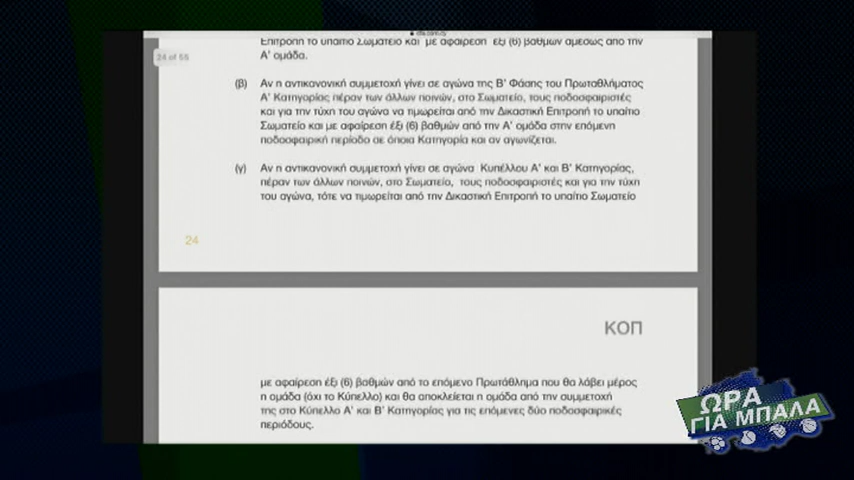 cfa.com.cy
Επιτροπή το υπαίτιο Σωματείο και με αφαίρεση έξι (6) βαθμών αμέσως από την
Α' ομάδα.
24 of 55
(β) Αν η αντικανονική συμμετοχή γίνει σε αγώνα της Β' Φάσης του Πρωταθλήματος
Α' Κατηγορίας πέραν των άλλων ποινών, στο Σωματείο, τους ποδοσφαιριστές
και για την τύχη του αγώνα να τιμωρείται από την Δικαστική Επιτροπή το υπαίτιο
Σωματείο και με αφαίρεση έξι (6) βαθμών από την Α' ομάδα στην επόμενη
ποδοσφαιρική περίοδο σε όποια Κατηγορία και αν αγωνίζεται.
(γ) Αν η αντικανονική συμμετοχή γίνει σε αγώνα Κυπέλλου Α' και Β' Κατηγορίας,
πέραν των άλλων ποινών, στο Σωματείο, τους ποδοσφαιριστές και για την τύχη
του αγώνα, τότε να τιμωρείται από την Δικαστική Επιτροπή το υπαίτιο Σωματείο
24
ΚΟΠ
με αφαίρεση έξι (6) βαθμών από το επόμενο Πρωτάθλημα που θα λάβει μέρος
η ομάδα (όχι το Κύπελλο) και θα αποκλείεται η ομάδα από την συμμετοχή
της στο Κύπελλο Α' και Β' Κατηγορίας για τις επόμενες δύο ποδοσφαιρικές
περιόδους.
ΩΡΑ
ΓΙΑ ΜΠΑΛΑ